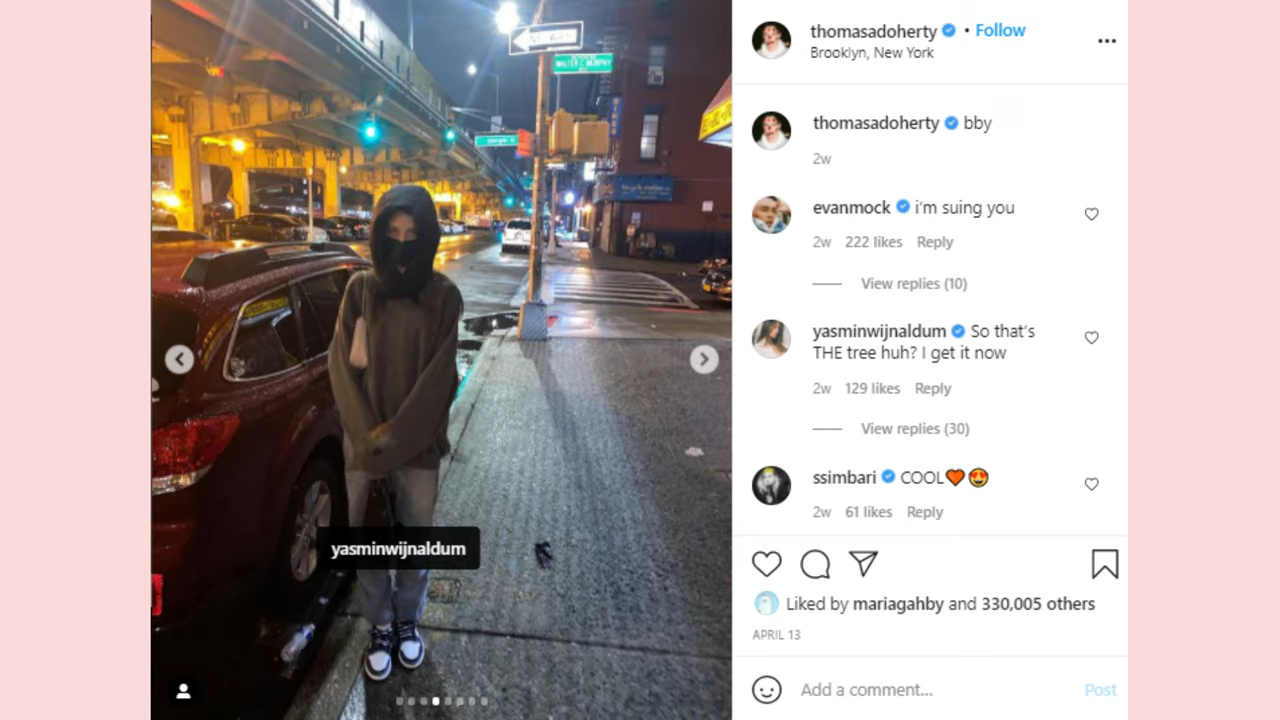 WALTER C MURPHY
yasminwijnaldum
thomasadoherty • Follow
Brooklyn, New York
thomasadoherty bby
2w
evanmock i'm suing you
2w 222 likes Reply
View replies (10)
yasminwijnaldum So that's
THE tree huh? I get it now
2w 129 likes Reply
View replies (30)
ssimbari COOL🧡😍
2w 61 likes Reply
Liked by mariagahby and 330,005 others
APRIL 13
Add a comment... Post